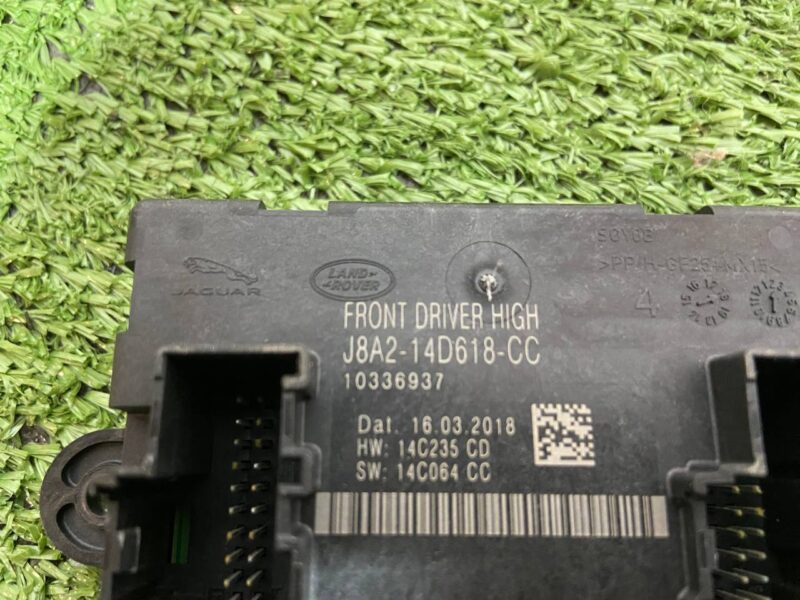 JAGUAR
LAND-
ROVER
FRONT DRIVER HIGH
J8A2-14D618-CC
10336937
Dat. 16.03.2018
HW: 14C235 CD
SW: 14C064 CC
4